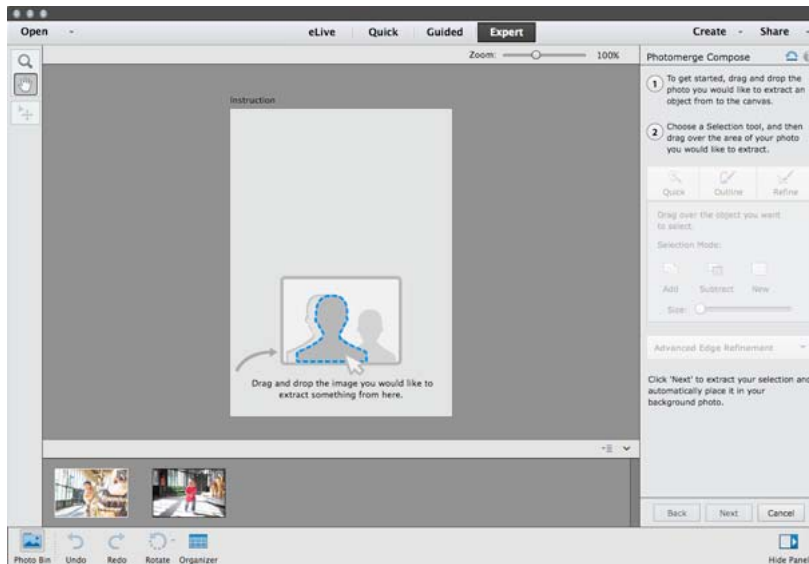 Open
eLive
Quick
Guided
Expert
Create
Share
Zoom:
100%
Photomerge Compose
Instruction
Drag and drop the image you would like to
extract something from here.
1
To get started, drag and drop the
photo you would like to extract an
object from to the canvas.
2
Choose a Selection tool, and then
drag over the area of your photo
you would like to extract.
Quick
Outline
Refine
Drag over the object you want
to select.
Selection Mode:
Add
Subtract
New
Size:
Advanced Edge Refinement
Click 'Next' to extract your selection and
automatically place it in your
background photo.
Back
Next
Cancel
Photo Bin
Undo
Redo
Rotate
Organizer
Hide Panel